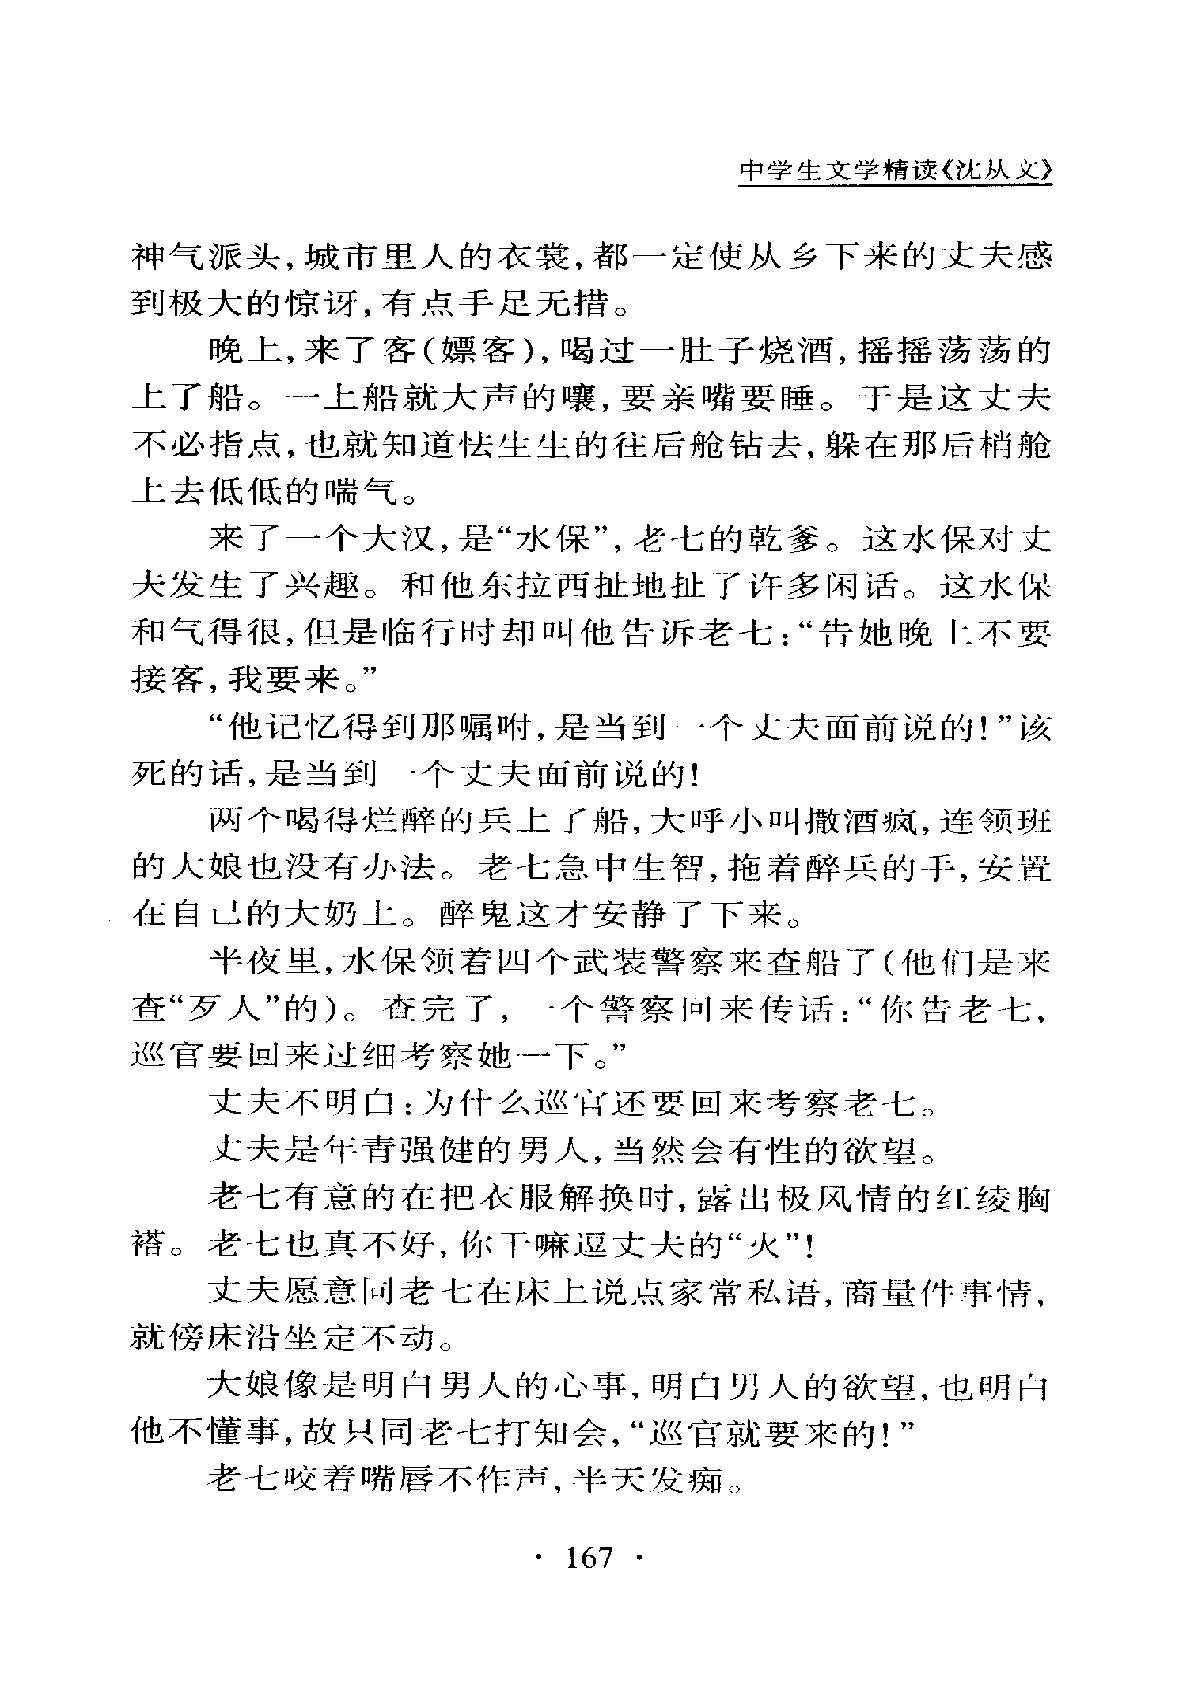 中学生文学精读《沈从文》
神气派头,城市里人的衣裳,都一定使从乡下来的丈夫感
到极大的惊讶,有点手足无措。
晚上,来了客(嫖客),喝过一肚子烧酒,摇摇荡荡的
上了船。一上船就大声的嚷,要亲嘴要睡。于是这丈夫
不必指点,也就知道怯生生的往后舱钻去,躲在那后梢舱
上去低低的喘气。
来了一个大汉,是“水保”,老七的乾爹。这水保对丈
夫发生了兴趣。和他东拉西扯地扯了许多闲话。这水保
和气得很,但是临行时却叫他告诉老七:“告她晚上不要
接客,我要来。”
“他记忆得到那嘱咐,是当到一个丈夫面前说的!”该
死的话,是当到一个丈夫面前说的!
两个喝得烂醉的兵上了船,大呼小叫撒酒疯,连领班
的大娘也没有办法。老七急中生智,拖着醉兵的手,安置
在自己的大奶上。醉鬼这才安静了下来。
半夜里,水保领着四个武装警察来查船了(他们是来
查“歹人”的)。查完了,一个警察回来传话:“你告老七,
巡官要回来过细考察她一下。”
丈夫不明白:为什么巡官还要回来考察老七。
丈夫是年青强健的男人,当然会有性的欲望。
老七有意的在把衣服解换时,露出极风情的红绫胸
褡。老七也真不好,你干嘛逗丈夫的“火”!
丈夫愿意同老七在床上说点家常私语,商量件事情,
就傍床沿坐定不动。
大娘像是明白男人的心事,明白男人的欲望,也明白
他不懂事,故只同老七打知会,“巡官就要来的!”
老七咬着嘴唇不作声,半天发痴。
· 167 ·